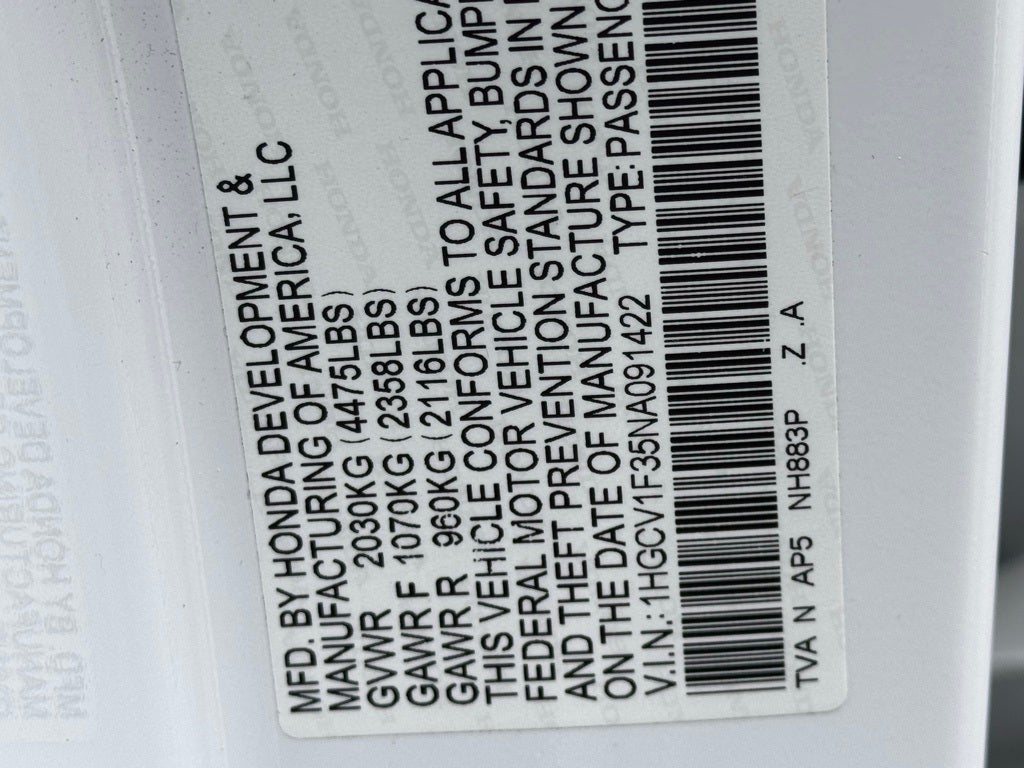 MFD. BY HONDA DEVELOPMENT &
MANUFACTURING OF AMERICA, LLC
GVWR 2030KG (4475LBS)
GAWR F 1070KG (2358LBS)
GAWR R 960KG (2116LBS)
THIS VEHICLE CONFORMS TO ALL APPLICA
FEDERAL MOTOR VEHICLE SAFETY, BUMP
AND THEFT PREVENTION STANDARDS IN
ON THE DATE OF MANUFACTURE SHOWN
V.I.N.: 1HGCV1F35NA091422 TYPE: PASSENG
TVA N AP5 NH883P .Z .A